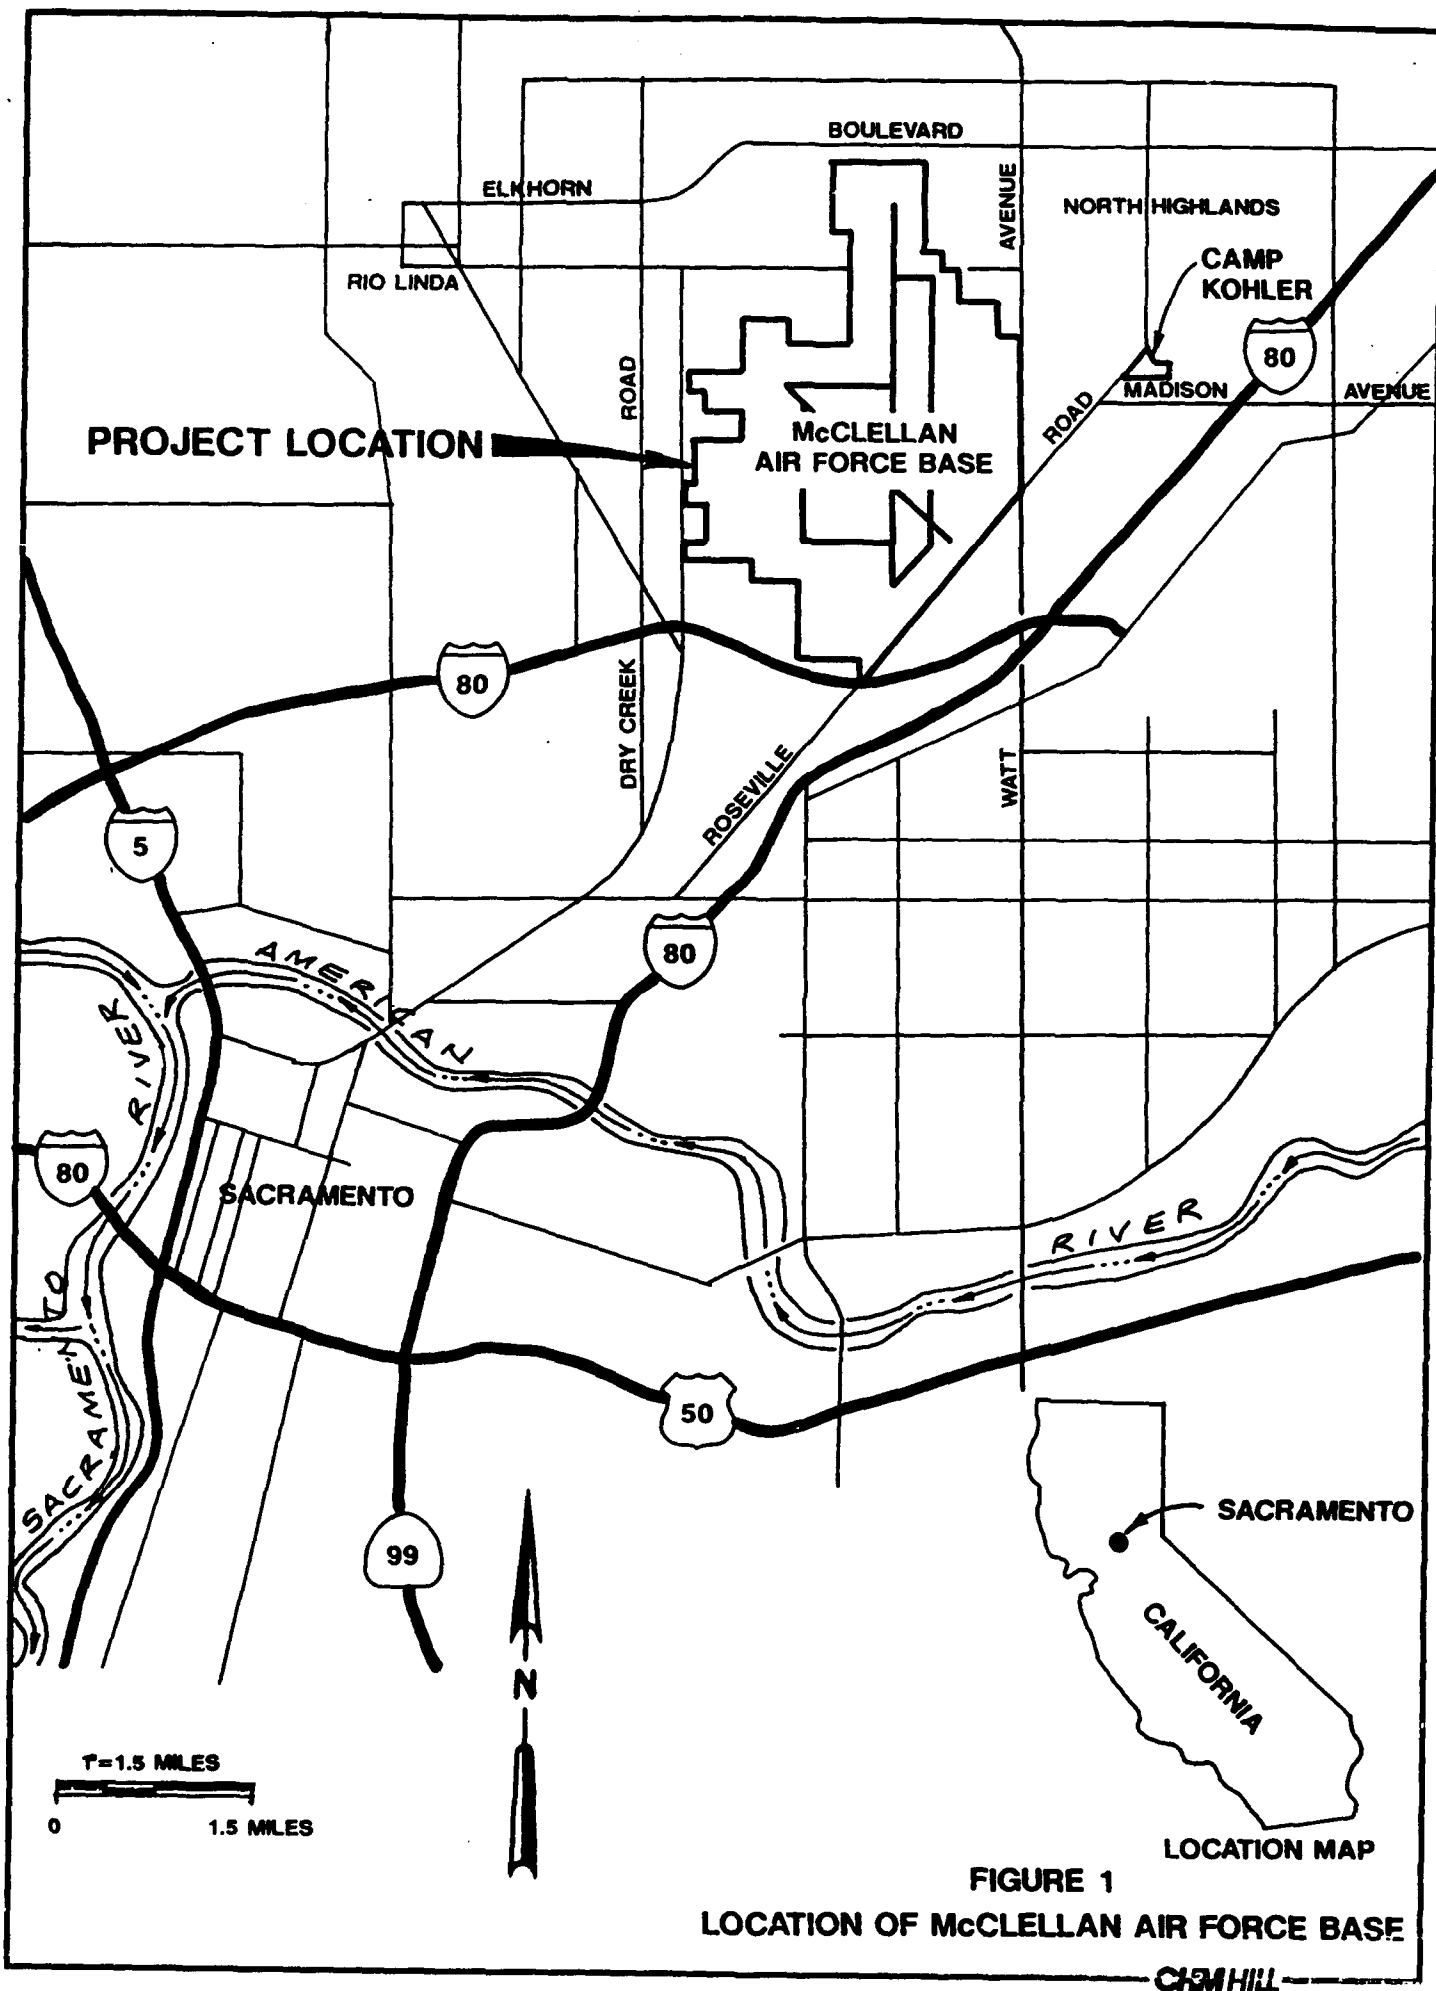 BOULEVARD
ELKHORN
AVENUE
NORTH HIGHLANDS
CAMP
KOHLER
RIO LINDA
80
ROAD
MADISON
AVENUE
ROAD
PROJECT LOCATION
McCLELLAN
AIR FORCE BASE
80
DRY CREEK
ROSEVILLE
WATT
5
80
AMERICAN
RIVER
80
SACRAMENTO
RIVER
SACRAMENTO
50
SACRAMENTO
99
CALIFORNIA
N
1"=1.5 MILES
0
1.5 MILES
LOCATION MAP
FIGURE 1
LOCATION OF McCLELLAN AIR FORCE BASE
CH2M HILL